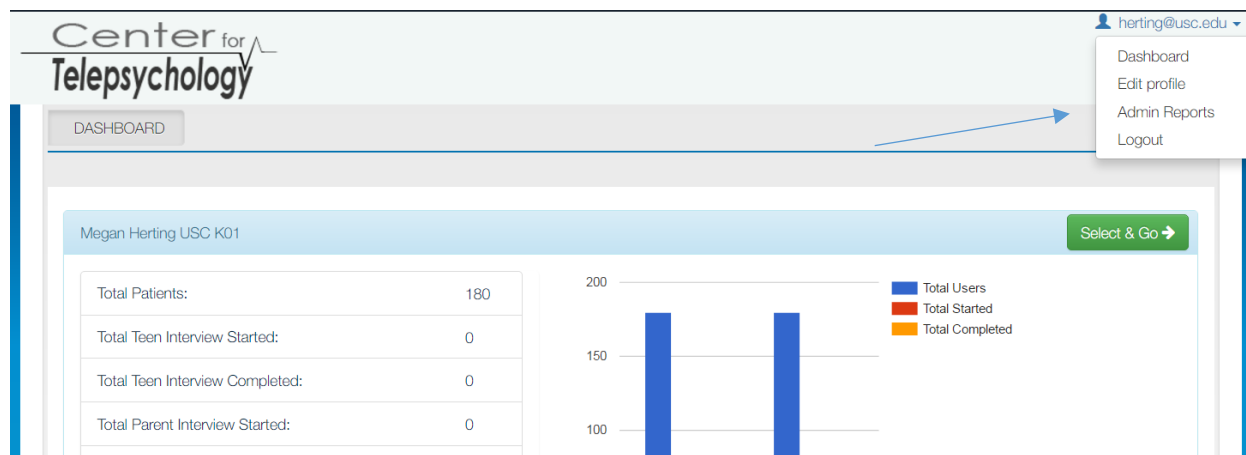 Center for
Telepsychology
herting@usc.edu
Dashboard
Edit profile
Admin Reports
Logout
DASHBOARD
Megan Herting USC K01
Select & Go
Total Patients: 180
Total Teen Interview Started: 0
Total Teen Interview Completed: 0
Total Parent Interview Started: 0
200
150
100
Total Users
Total Started
Total Completed